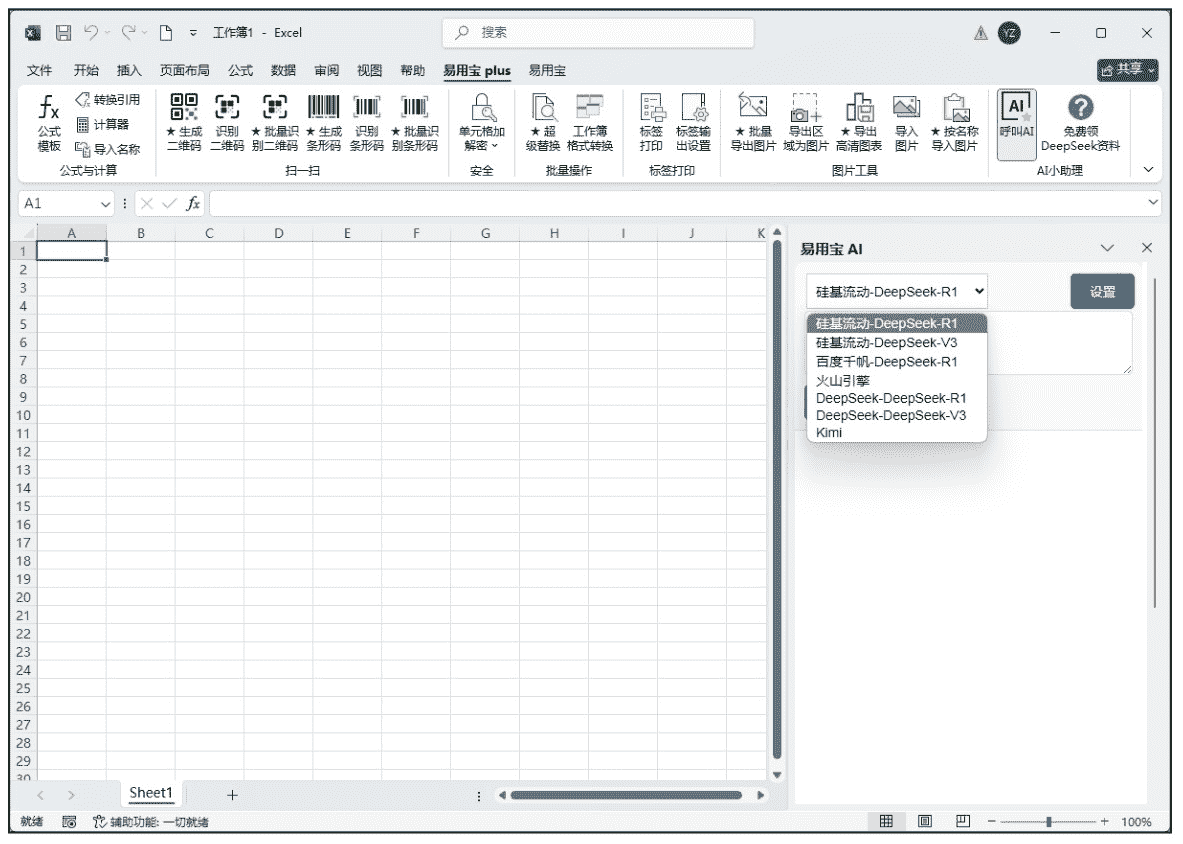 工作簿1 - Excel
搜索
YZ
文件 开始 插入 页面布局 公式 数据 审阅 视图 帮助 易用宝 plus 易用宝
共享
公式
模板
转换引用
计算器
导入名称
公式与计算
★ 生成
二维码
识别
二维码
★ 批量识
别二维码
★ 生成
条形码
识别
条形码
★ 批量识
别条形码
扫一扫
单元格加
解密
安全
★ 超
级替换
工作簿
格式转换
批量操作
标签
打印
标签输
出设置
标签打印
★ 批量
导出图片
导出区
域为图片
★ 导出
高清图表
导入
图片
★ 按名称
导入图片
图片工具
AI
呼叫AI
免费领
DeepSeek资料
AI小助理
A1
fx
A B C D E F G H I J K
1
2
3
4
5
6
7
8
9
10
11
12
13
14
15
16
17
18
19
20
21
22
23
24
25
26
27
28
29
30
易用宝 AI
硅基流动-DeepSeek-R1
设置
硅基流动-DeepSeek-R1
硅基流动-DeepSeek-V3
百度千帆-DeepSeek-R1
火山引擎
DeepSeek-DeepSeek-R1
DeepSeek-DeepSeek-V3
Kimi
Sheet1
就绪
辅助功能: 一切就绪
100%